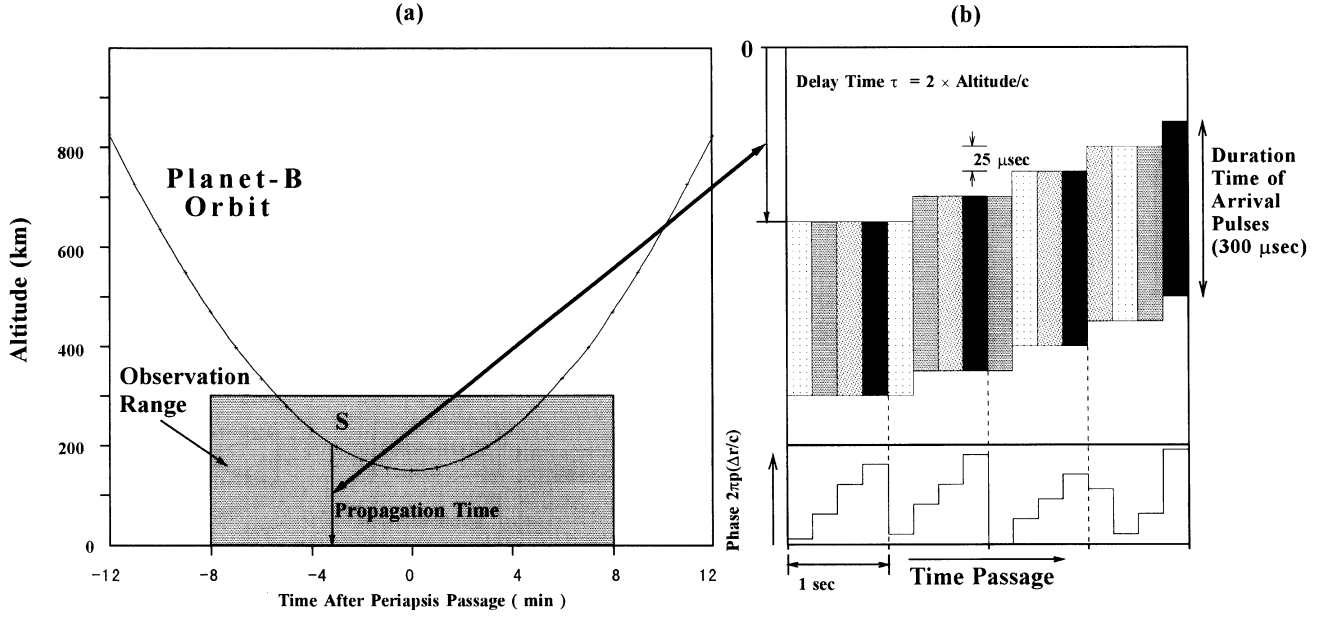 (a)
Planet-B
Orbit
Observation
Range
S
Propagation Time
Altitude (km)
800
600
400
200
0
-12
-8
-4
0
4
8
12
Time After Periapsis Passage ( min )
(b)
0
Delay Time τ = 2 × Altitude/c
25 μsec
Duration
Time of
Arrival
Pulses
(300 μsec)
Phase 2πp(Δr/c)
1 sec
Time Passage